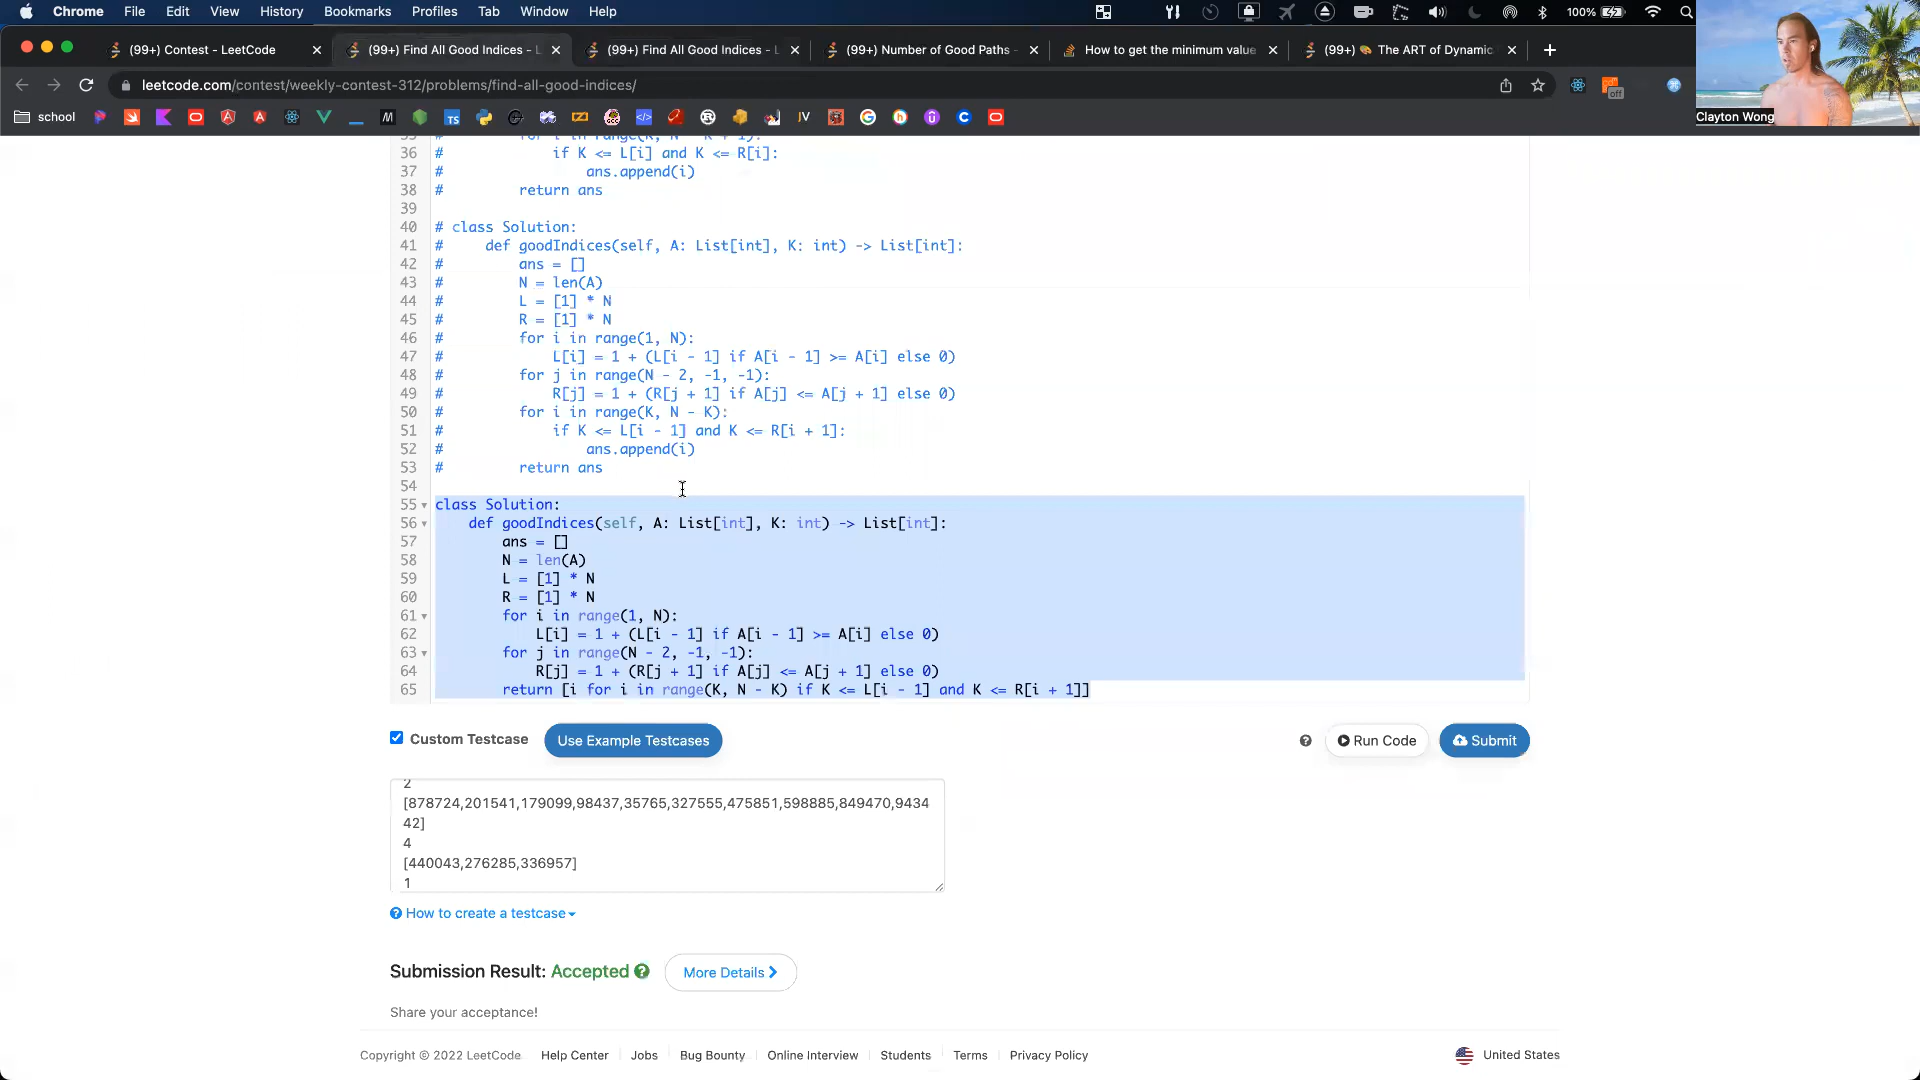 Chrome File Edit View History Bookmarks Profiles Tab Window Help 100%
(99+) Contest - LeetCode
(99+) Find All Good Indices - L
(99+) Find All Good Indices - L
(99+) Number of Good Paths -
How to get the minimum value
(99+) 🎨 The ART of Dynamic
leetcode.com/contest/weekly-contest-312/problems/find-all-good-indices/
off
school
JV
Clayton Wong
36 # if K <= L[i] and K <= R[i]:
37 # ans.append(i)
38 # return ans
39
40 # class Solution:
41 # def goodIndices(self, A: List[int], K: int) -> List[int]:
42 # ans = []
43 # N = len(A)
44 # L = [1] * N
45 # R = [1] * N
46 # for i in range(1, N):
47 # L[i] = 1 + (L[i - 1] if A[i - 1] >= A[i] else 0)
48 # for j in range(N - 2, -1, -1):
49 # R[j] = 1 + (R[j + 1] if A[j] <= A[j + 1] else 0)
50 # for i in range(K, N - K):
51 # if K <= L[i - 1] and K <= R[i + 1]:
52 # ans.append(i)
53 # return ans
54
55 class Solution:
56 def goodIndices(self, A: List[int], K: int) -> List[int]:
57 ans = []
58 N = len(A)
59 L = [1] * N
60 R = [1] * N
61 for i in range(1, N):
62 L[i] = 1 + (L[i - 1] if A[i - 1] >= A[i] else 0)
63 for j in range(N - 2, -1, -1):
64 R[j] = 1 + (R[j + 1] if A[j] <= A[j + 1] else 0)
65 return [i for i in range(K, N - K) if K <= L[i - 1] and K <= R[i + 1]]
Custom Testcase Use Example Testcases Run Code Submit
2
[878724,201541,179099,98437,35765,327555,475851,598885,849470,9434
42]
4
[440043,276285,336957]
1
How to create a testcase
Submission Result: Accepted More Details
Share your acceptance!
Copyright © 2022 LeetCode Help Center Jobs Bug Bounty Online Interview Students Terms Privacy Policy United States